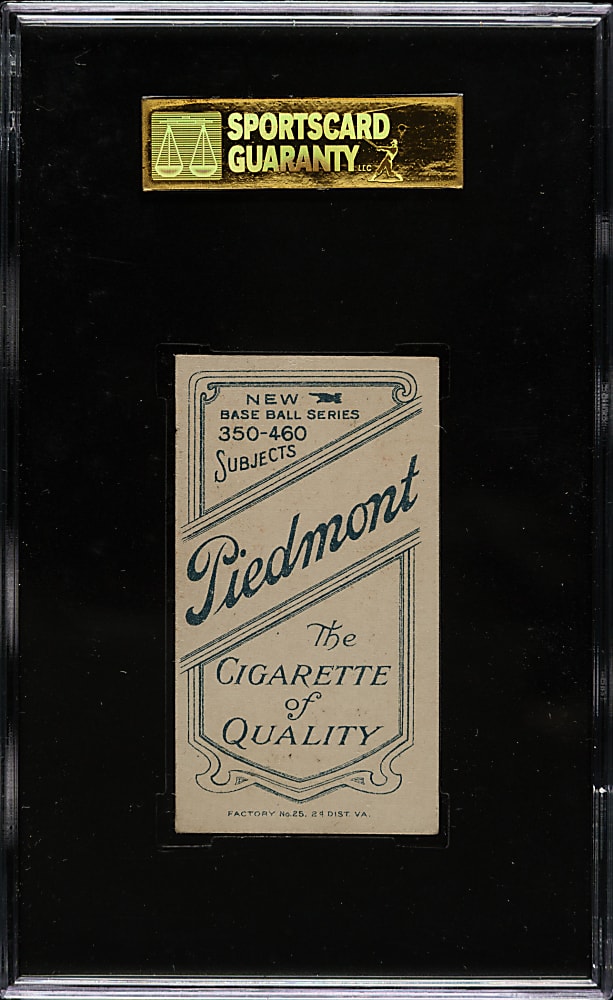 SPORTSCARD
GUARANTY LLC
NEW
BASE BALL SERIES
350-460
SUBJECTS
Piedmont
The
CIGARETTE
of
QUALITY
FACTORY No. 25, 2d DIST. VA.